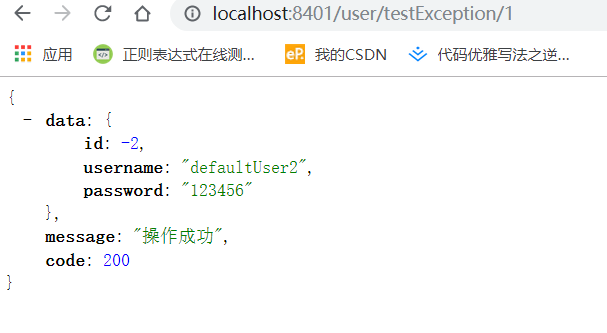 localhost:8401/user/testException/1
应用 正则表达式在线测... eP. 我的CSDN 代码优雅写法之逆...
{
- data: {
id: -2,
username: "defaultUser2",
password: "123456"
},
message: "操作成功",
code: 200
}